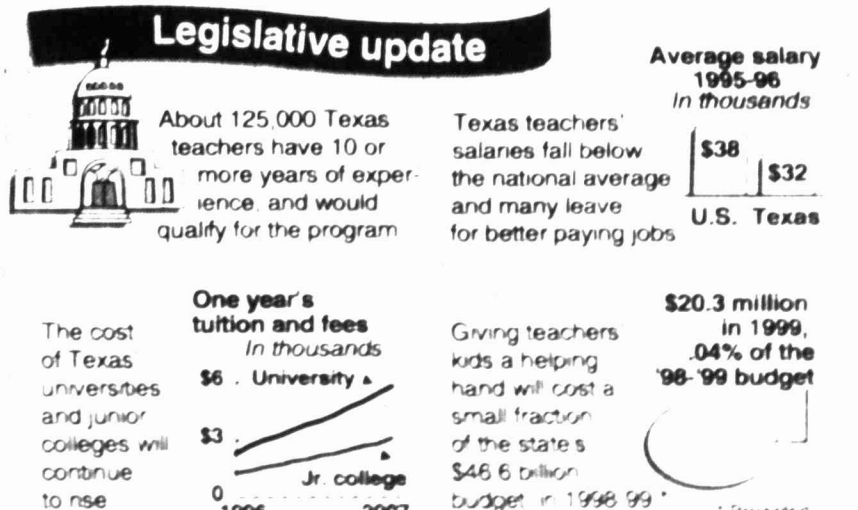 Legislative update
About 125,000 Texas
teachers have 10 or
more years of exper-
ience, and would
qualify for the program
Texas teachers'
salaries fall below
the national average
and many leave
for better paying jobs
Average salary
1995-96
In thousands
$38
$32
U.S. Texas
The cost
of Texas
universities
and junior
colleges will
continue
to rise
One year's
tuition and fees
In thousands
$6
University
$3
Jr. college
0
Giving teachers
kids a helping
hand will cost a
small fraction
of the state's
$46.6 billion
budget in 1998-99 *
$20.3 million
in 1999,
.04% of the
'98-'99 budget